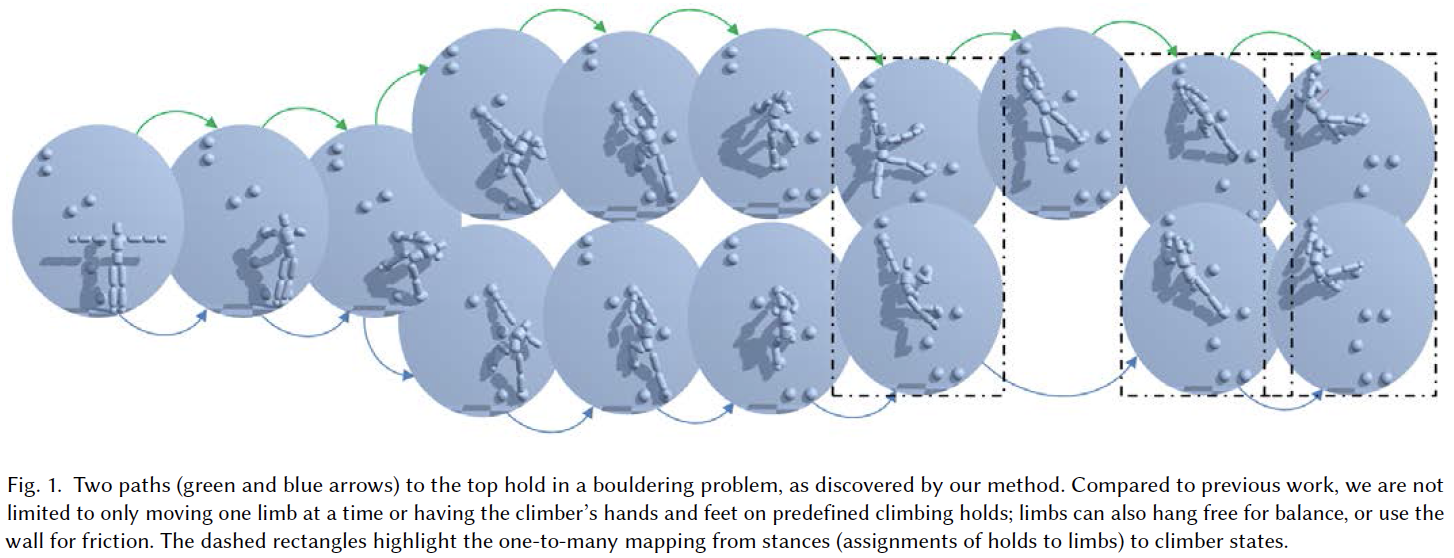 Fig. 1. Two paths (green and blue arrows) to the top hold in a bouldering problem, as discovered by our method. Compared to previous work, we are not
limited to only moving one limb at a time or having the climber's hands and feet on predefined climbing holds; limbs can also hang free for balance, or use the
wall for friction. The dashed rectangles highlight the one-to-many mapping from stances (assignments of holds to limbs) to climber states.